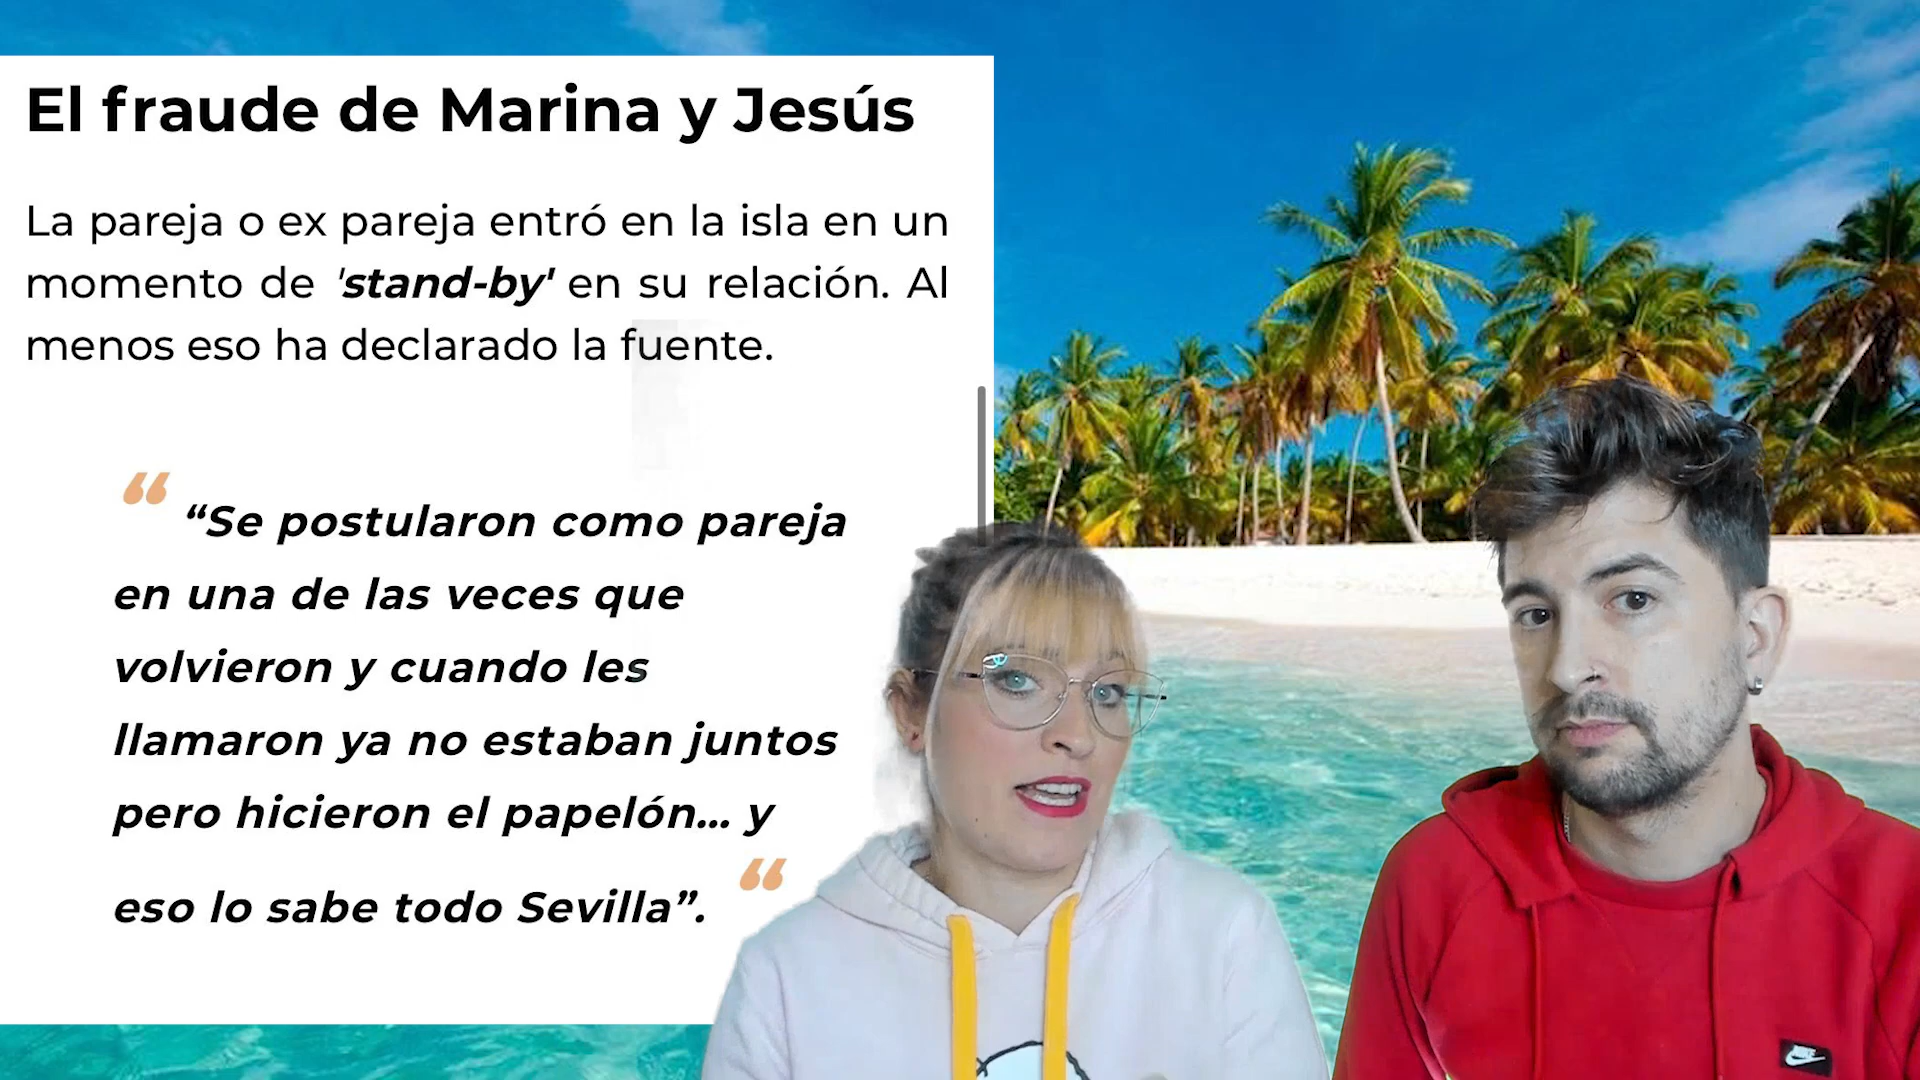 El fraude de Marina y Jesús
La pareja o ex pareja entró en la isla en un
momento de 'stand-by' en su relación. Al
menos eso ha declarado la fuente.
“ “Se postularon como pareja
en una de las veces que
volvieron y cuando les
llamaron ya no estaban juntos
pero hicieron el papelón... y
eso lo sabe todo Sevilla”. “